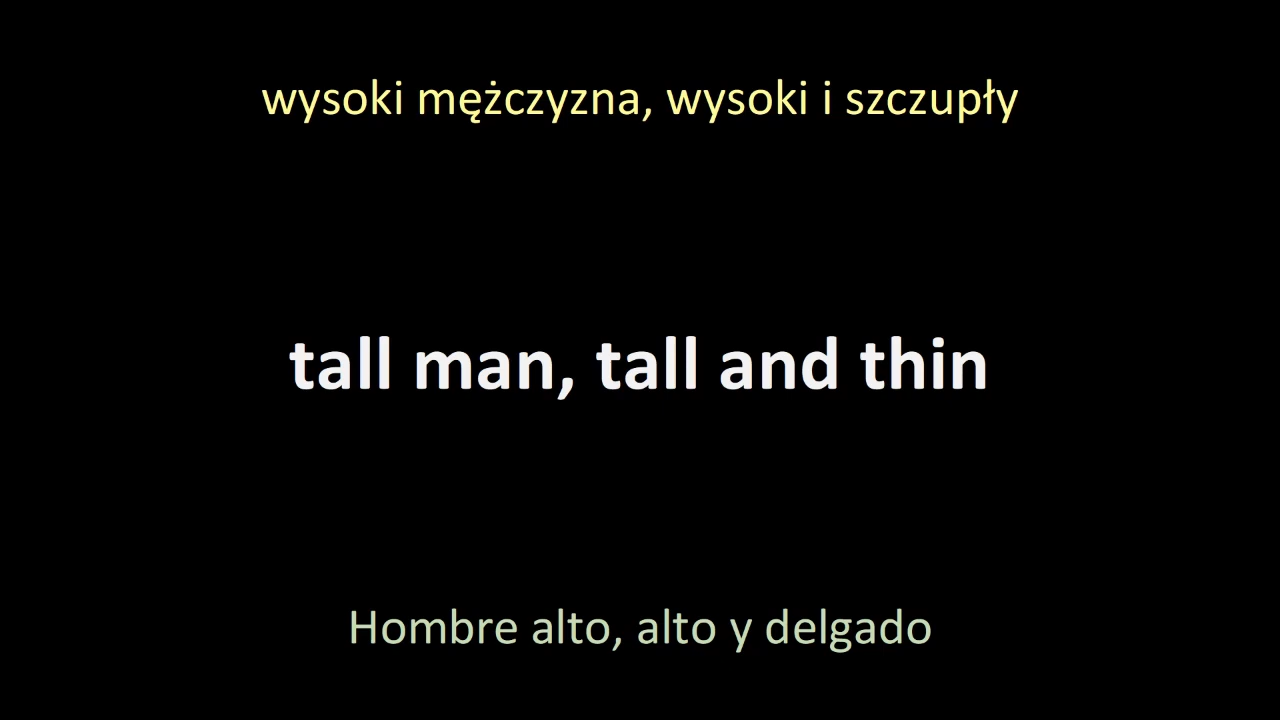 wysoki mężczyzna, wysoki i szczupły
tall man, tall and thin
Hombre alto, alto y delgado